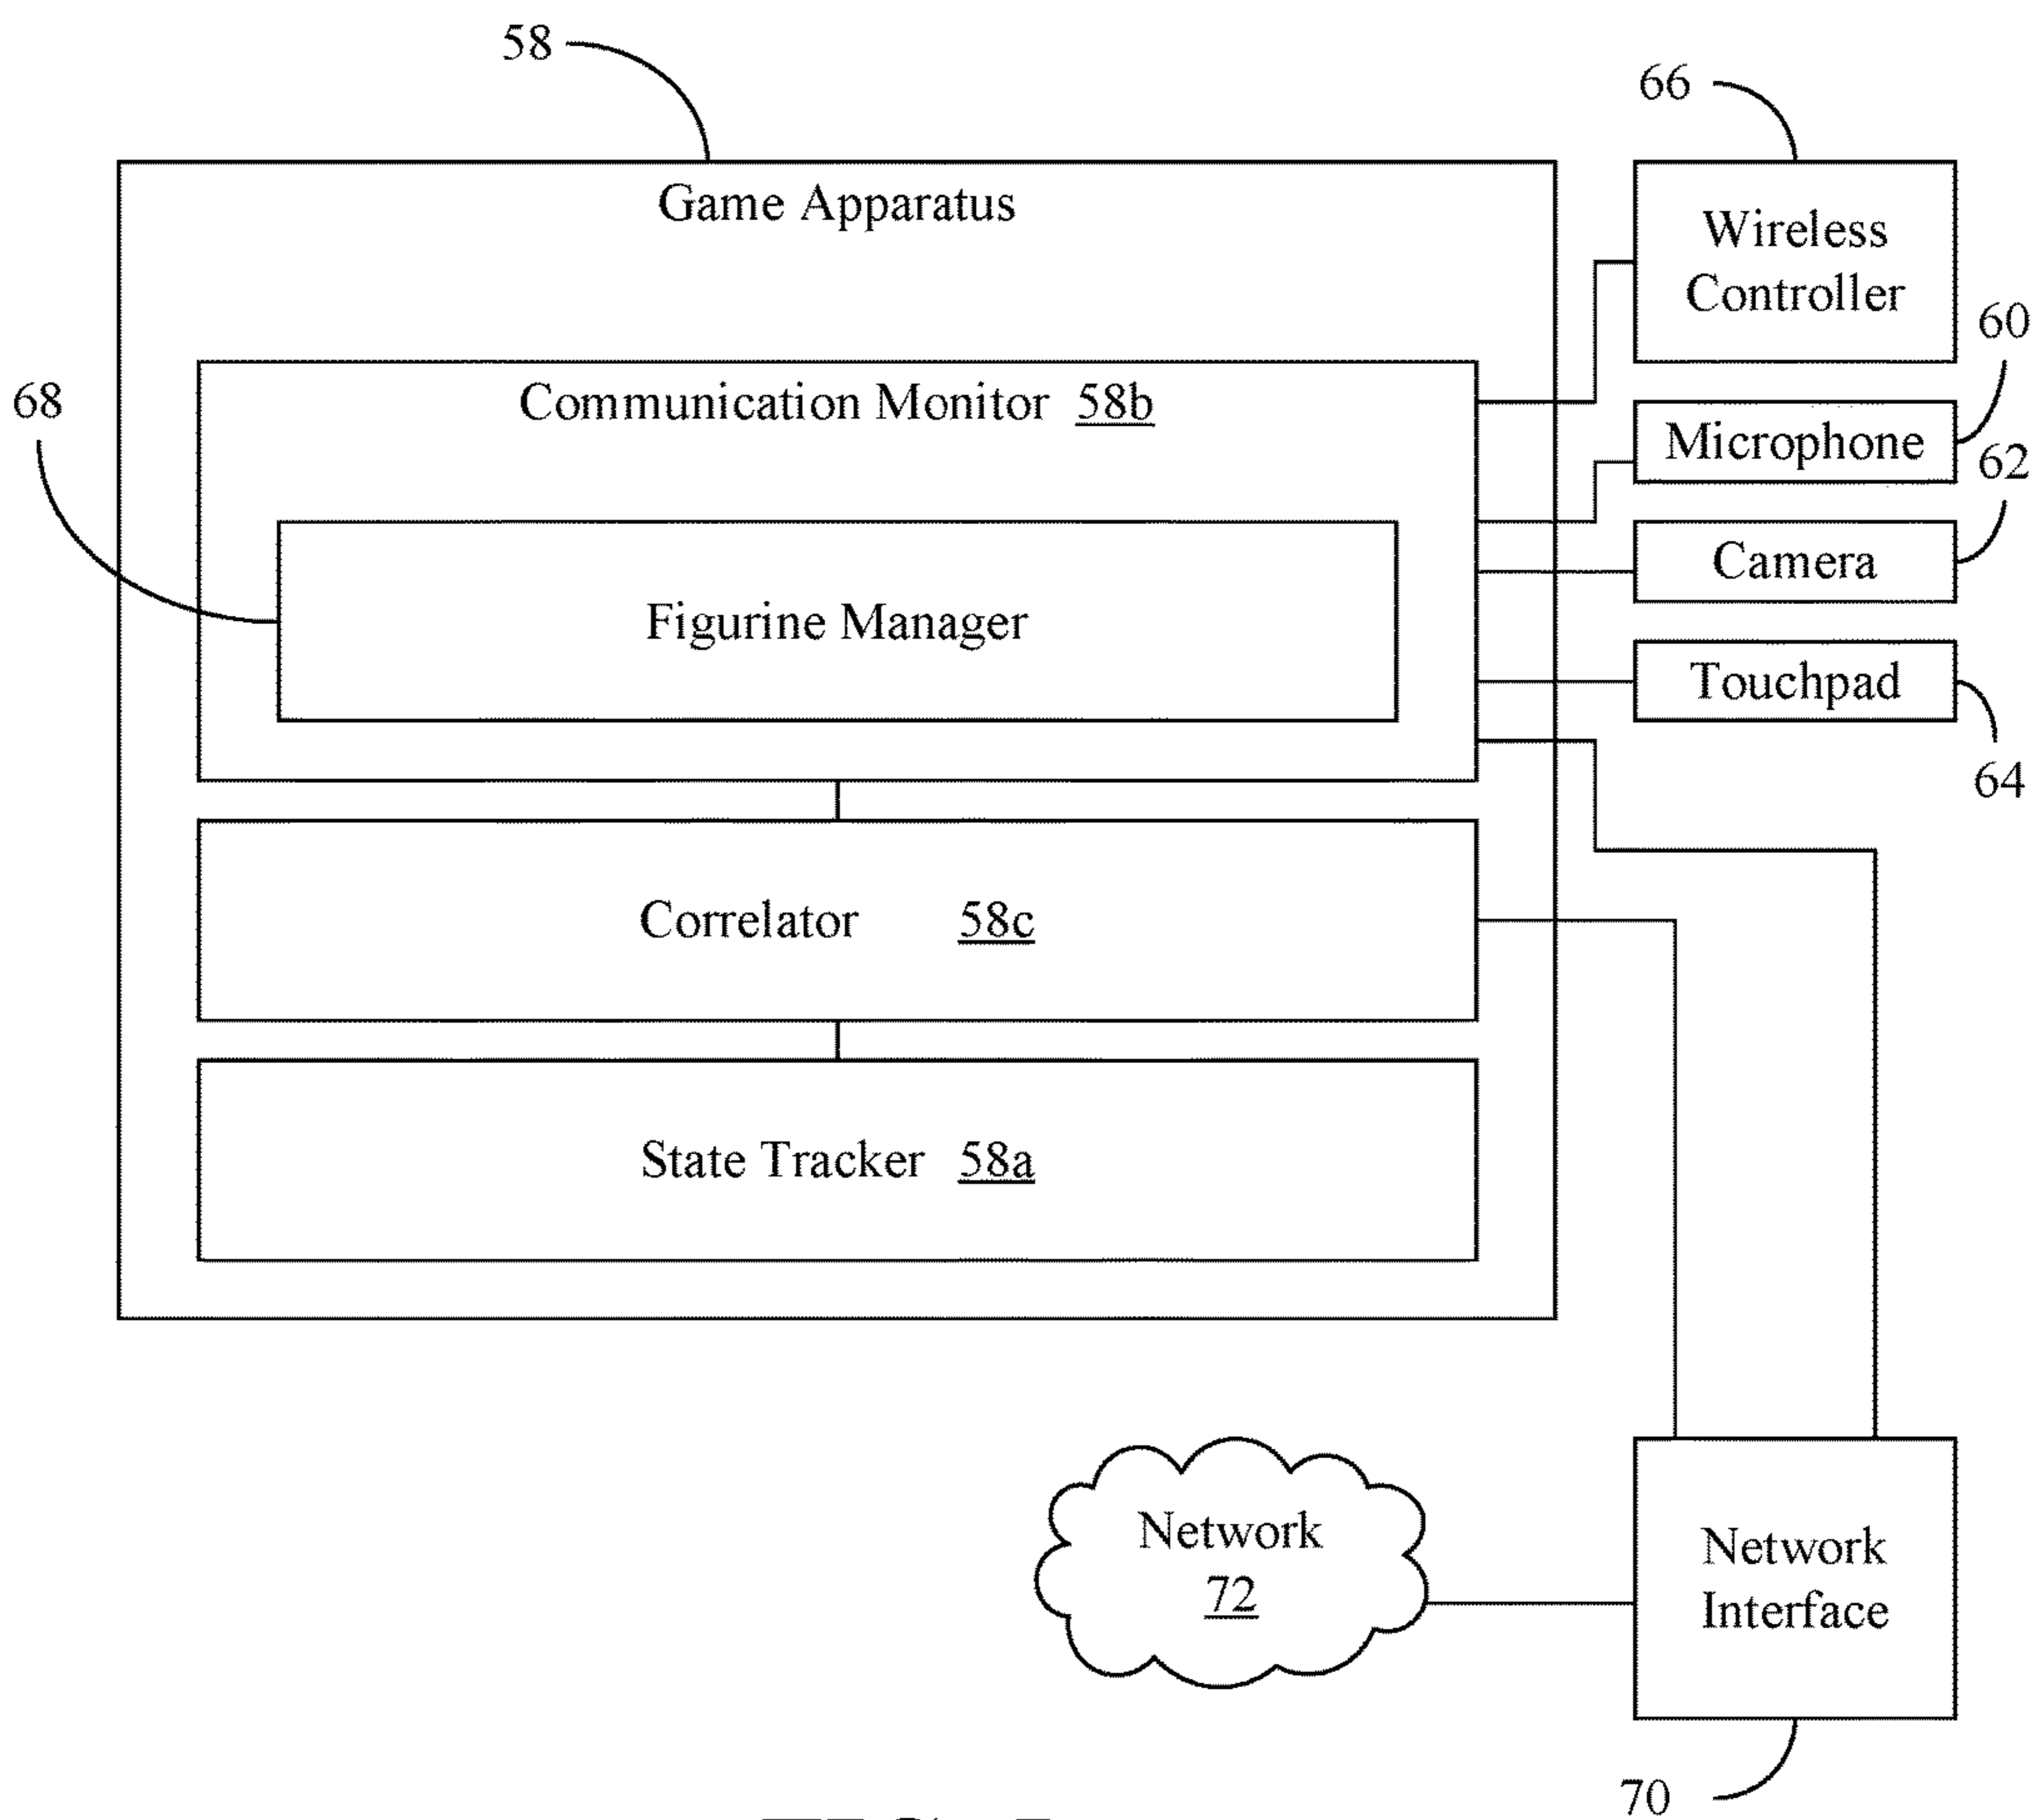 58
66
Game Apparatus
Wireless
Controller
60
68
Communication Monitor 58b
Microphone
62
Camera
Figurine Manager
Touchpad
64
Correlator 58c
State Tracker 58a
Network
72
Network
Interface
70